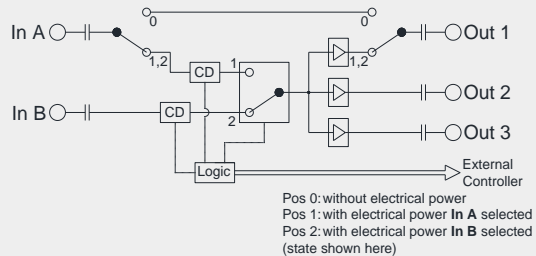 0 0
In A Out 1
1,2 CD 1 1,2
In B CD 2 Out 2
Out 3
Logic External
Controller
Pos 0: without electrical power
Pos 1: with electrical power In A selected
Pos 2: with electrical power In B selected
(state shown here)